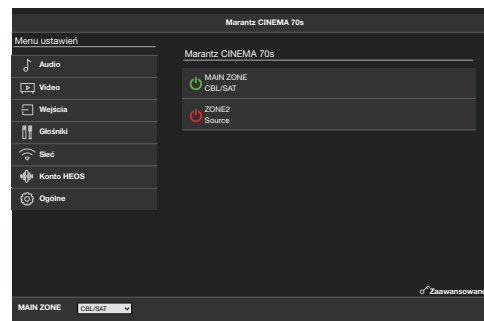 Marantz CINEMA 70s
Menu ustawień
Marantz CINEMA 70s
Audio
Video
Wejścia
Głośniki
Sieć
Konto HEOS
Ogólne
MAIN ZONE
CBL/SAT
ZONE2
Source
Zaawansowane
MAIN ZONE CBL/SAT